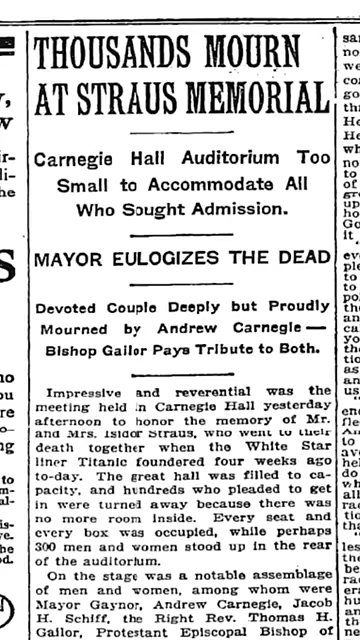 THOUSANDS MOURN
AT STRAUS MEMORIAL
Carnegie Hall Auditorium Too
Small to Accommodate All
Who Sought Admission.
MAYOR EULOGIZES THE DEAD
Devoted Couple Deeply but Proudly
Mourned by Andrew Carnegie—
Bishop Gailor Pays Tribute to Both.
Impressive and reverential was the
meeting held in Carnegie Hall yesterday
afternoon to honor the memory of Mr.
and Mrs. Isidor Straus, who went to their
death together when the White Star
liner Titanic foundered four weeks ago
to-day. The great hall was filled to ca-
pacity, and hundreds who pleaded to get
in were turned away because there was
no more room inside. Every seat and
every box was occupied, while perhaps
300 men and women stood up in the rear
of the auditorium.
On the stage was a notable assemblage
of men and women, among whom were
Mayor Gaynor, Andrew Carnegie, Jacob
H. Schiff, the Right Rev. Thomas H.
Gailor, Protestant Episcopal Bishop of